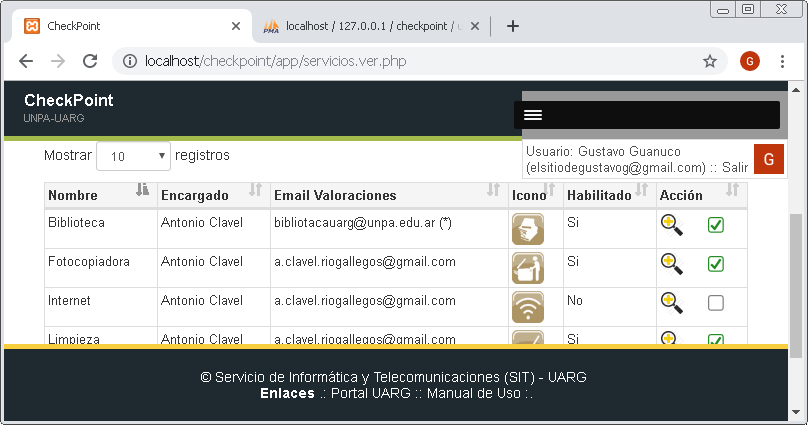 CheckPoint
localhost / 127.0.0.1 / checkpoint /
localhost/checkpoint/app/servicios.ver.php
G
CheckPoint
UNPA-UARG
Usuario: Gustavo Guanuco
(elsitiodegustavog@gmail.com) :: Salir
G
Mostrar 10 registros
Nombre Encargado Email Valoraciones Icono Habilitado Acción
Biblioteca Antonio Clavel bibliotacauarg@unpa.edu.ar (*) Si
Fotocopiadora Antonio Clavel a.clavel.riogallegos@gmail.com Si
Internet Antonio Clavel a.clavel.riogallegos@gmail.com No
Limpieza Antonio Clavel a.clavel.riogallegos@gmail.com Si
© Servicio de Informática y Telecomunicaciones (SIT) - UARG
Enlaces .: Portal UARG :: Manual de Uso :.